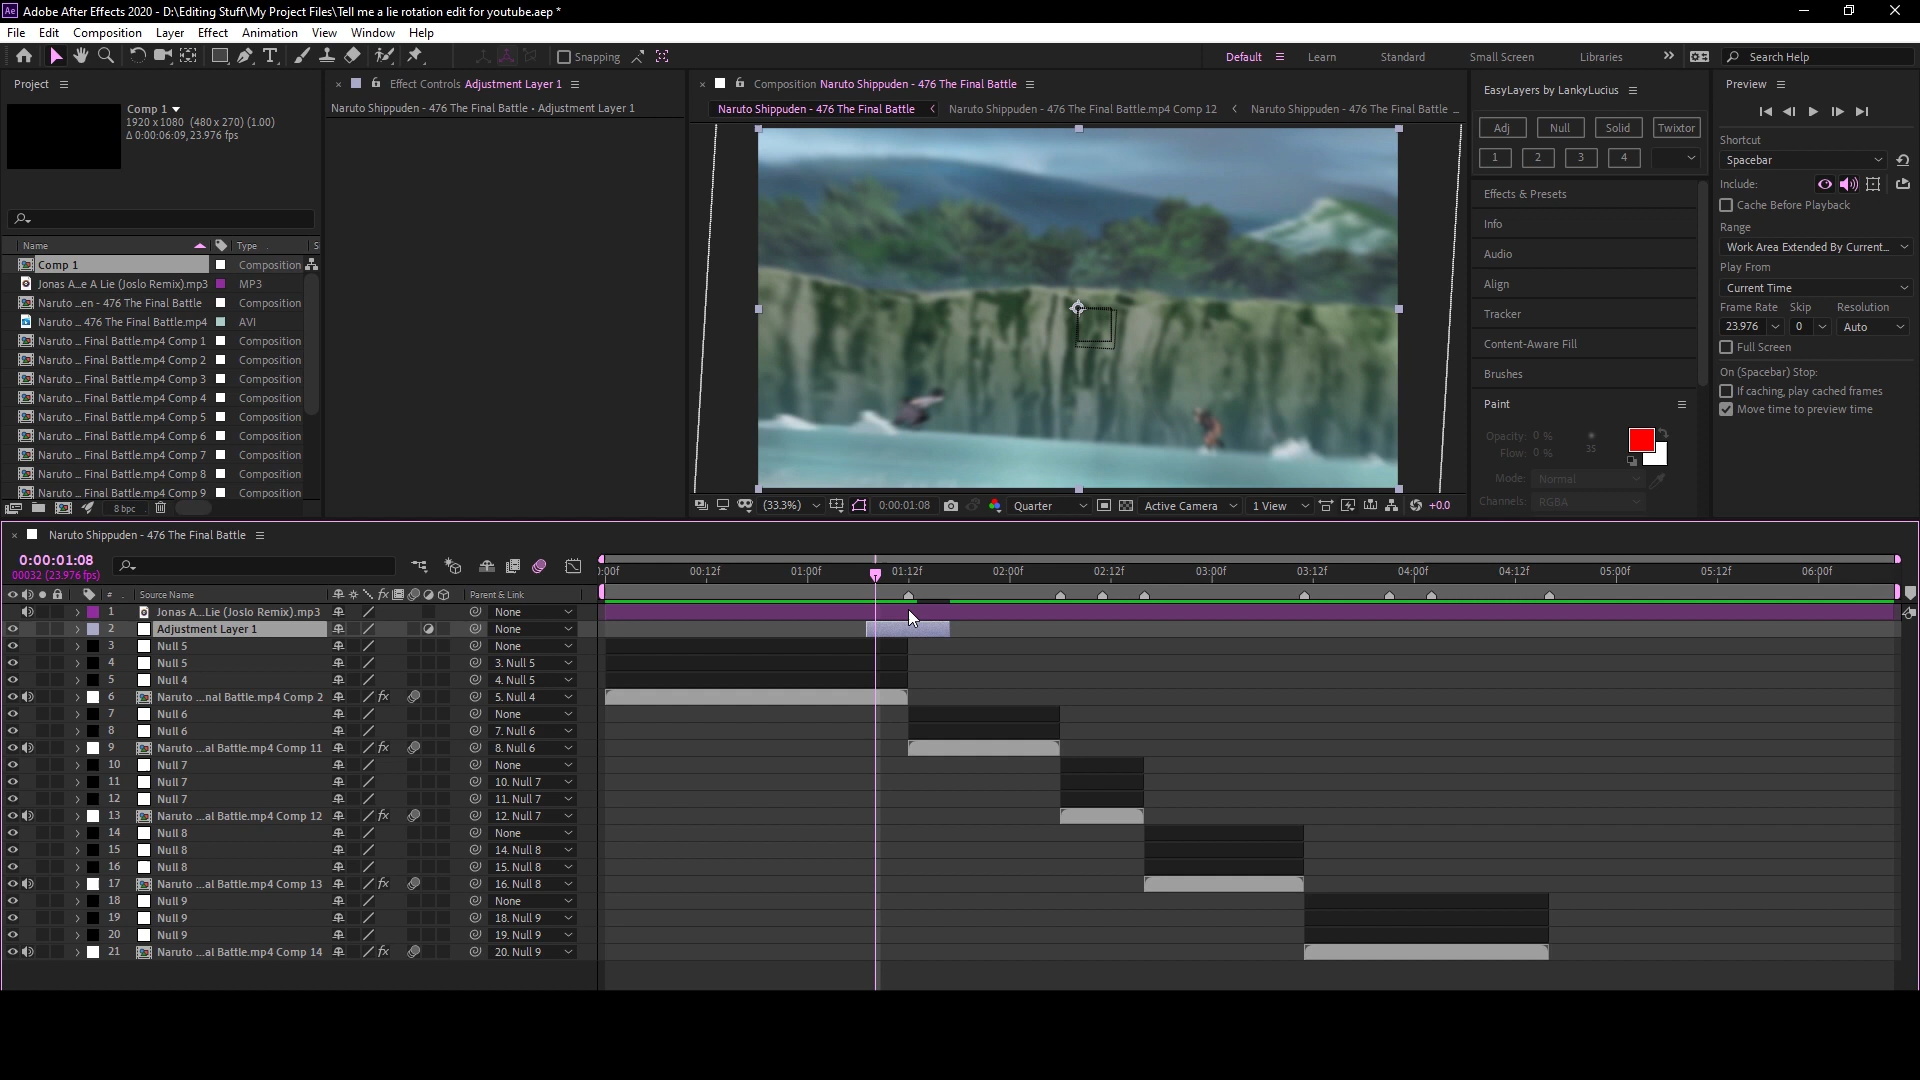 Ae Adobe After Effects 2020 - D:\Editing Stuff\My Project Files\Tell me a lie rotation edit for youtube.aep *
File Edit Composition Layer Effect Animation View Window Help
Snapping Default Learn Standard Small Screen Libraries Search Help
Project
Comp 1
1920 x 1080 (480 x 270) (1.00)
Δ 0:00:06:09, 23.976 fps
Name Type S
Comp 1 Composition
Jonas A...e A Lie (Joslo Remix).mp3 MP3
Naruto ...en - 476 The Final Battle Composition
Naruto ... 476 The Final Battle.mp4 AVI
Naruto ... Final Battle.mp4 Comp 1 Composition
Naruto ... Final Battle.mp4 Comp 2 Composition
Naruto ... Final Battle.mp4 Comp 3 Composition
Naruto ... Final Battle.mp4 Comp 4 Composition
Naruto ... Final Battle.mp4 Comp 5 Composition
Naruto ... Final Battle.mp4 Comp 6 Composition
Naruto ... Final Battle.mp4 Comp 7 Composition
Naruto ... Final Battle.mp4 Comp 8 Composition
Naruto ... Final Battle.mp4 Comp 9 Composition
8 bpc
Effect Controls Adjustment Layer 1
Naruto Shippuden - 476 The Final Battle • Adjustment Layer 1
Composition Naruto Shippuden - 476 The Final Battle
Naruto Shippuden - 476 The Final Battle Naruto Shippuden - 476 The Final Battle.mp4 Comp 12 Naruto Shippuden - 476 The Final Battle ...
(33.3%) 0:00:01:08 Quarter Active Camera 1 View +0.0
EasyLayers by LankyLucius
Adj Null Solid Twixtor
1 2 3 4
Effects & Presets
Info
Audio
Align
Tracker
Content-Aware Fill
Brushes
Paint
Opacity: 0 %
Flow: 0 %
35
Mode: Normal
Channels: RGBA
Preview
Shortcut
Spacebar
Include:
Cache Before Playback
Range
Work Area Extended By Current...
Play From
Current Time
Frame Rate Skip Resolution
23.976 0 Auto
Full Screen
On (Spacebar) Stop:
If caching, play cached frames
Move time to preview time
Naruto Shippuden - 476 The Final Battle
0:00:01:08
00032 (23.976 fps)
):00f 00:12f 01:00f 01:12f 02:00f 02:12f 03:00f 03:12f 04:00f 04:12f 05:00f 05:12f 06:00f
# Source Name Parent & Link
1 Jonas A...Lie (Joslo Remix).mp3 None
2 Adjustment Layer 1 None
3 Null 5 None
4 Null 5 3. Null 5
5 Null 4 4. Null 5
6 Naruto ...nal Battle.mp4 Comp 2 fx 5. Null 4
7 Null 6 None
8 Null 6 7. Null 6
9 Naruto ...al Battle.mp4 Comp 11 fx 8. Null 6
10 Null 7 None
11 Null 7 10. Null 7
12 Null 7 11. Null 7
13 Naruto ...al Battle.mp4 Comp 12 fx 12. Null 7
14 Null 8 None
15 Null 8 14. Null 8
16 Null 8 15. Null 8
17 Naruto ...al Battle.mp4 Comp 13 fx 16. Null 8
18 Null 9 None
19 Null 9 18. Null 9
20 Null 9 19. Null 9
21 Naruto ...al Battle.mp4 Comp 14 fx 20. Null 9